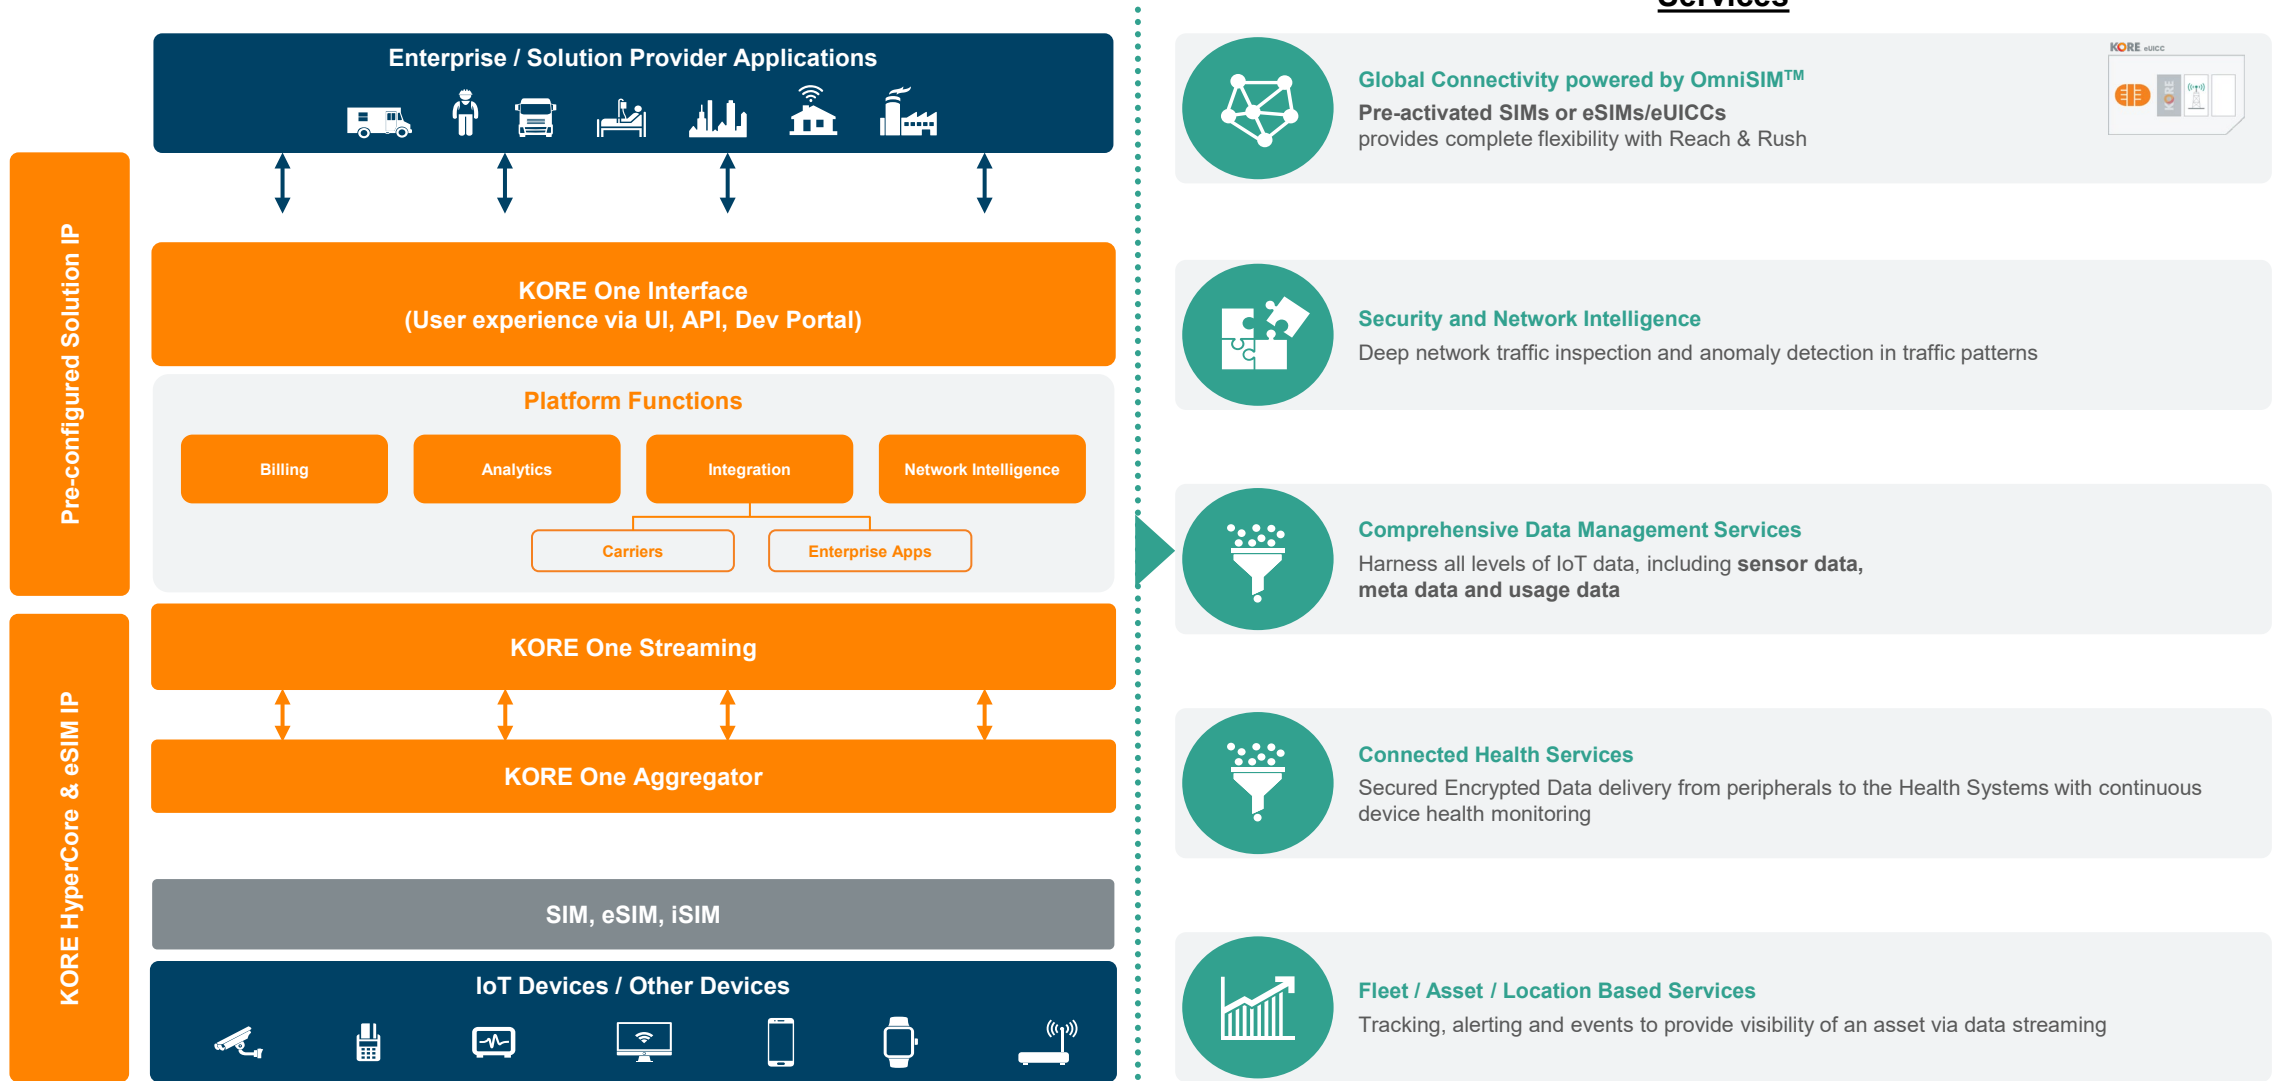 Services
Enterprise / Solution Provider Applications
Pre-configured Solution IP
KORE One Interface
(User experience via UI, API, Dev Portal)
Platform Functions
Billing
Analytics
Integration
Network Intelligence
Carriers
Enterprise Apps
KORE HyperCore & eSIM IP
KORE One Streaming
KORE One Aggregator
SIM, eSIM, iSIM
IoT Devices / Other Devices
Global Connectivity powered by OmniSIM™
Pre-activated SIMs or eSIMs/eUICCs
provides complete flexibility with Reach & Rush
KORE eUICC
KORE
Security and Network Intelligence
Deep network traffic inspection and anomaly detection in traffic patterns
Comprehensive Data Management Services
Harness all levels of IoT data, including sensor data,
meta data and usage data
Connected Health Services
Secured Encrypted Data delivery from peripherals to the Health Systems with continuous
device health monitoring
Fleet / Asset / Location Based Services
Tracking, alerting and events to provide visibility of an asset via data streaming